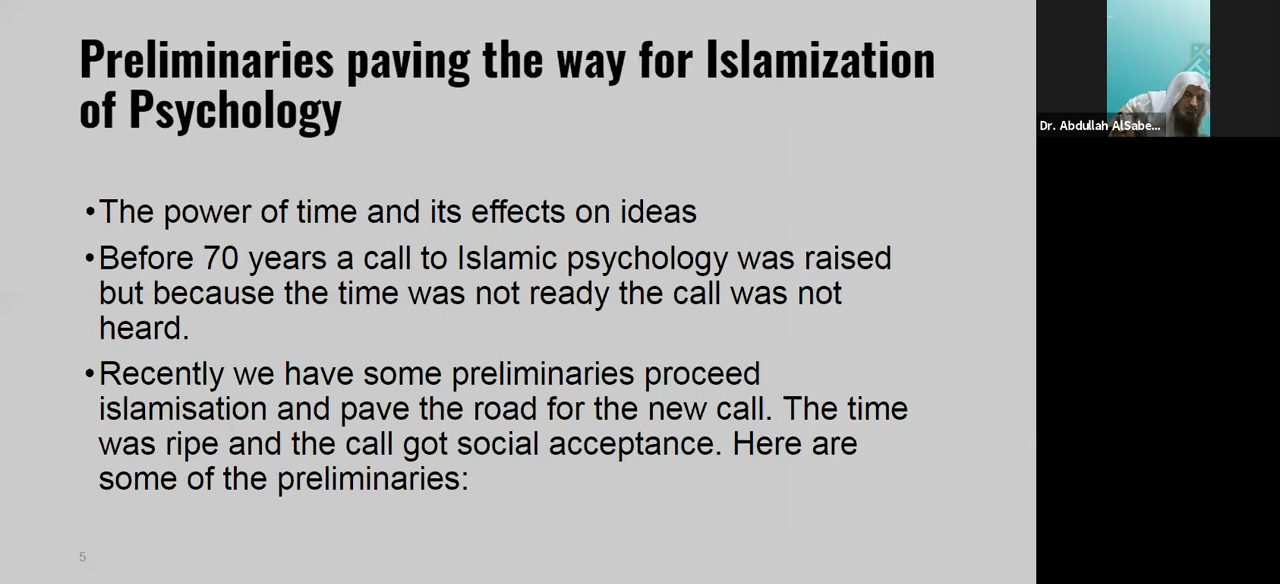 Preliminaries paving the way for Islamization
of Psychology
•The power of time and its effects on ideas
•Before 70 years a call to Islamic psychology was raised
but because the time was not ready the call was not
heard.
•Recently we have some preliminaries proceed
islamisation and pave the road for the new call. The time
was ripe and the call got social acceptance. Here are
some of the preliminaries:
5
Dr. Abdullah AlSabe...